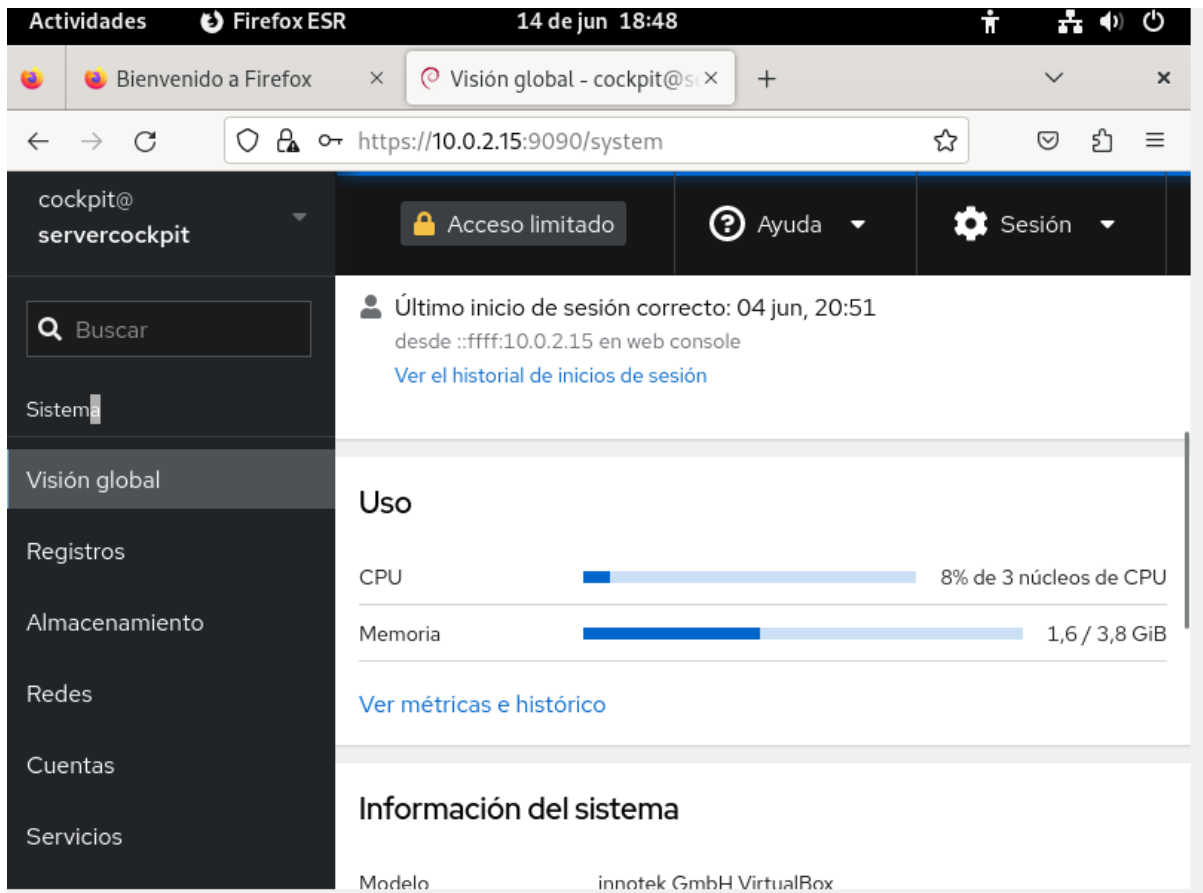 Actividades Firefox ESR 14 de jun 18:48
Bienvenido a Firefox × Visión global - cockpit@se × +
https://10.0.2.15:9090/system
cockpit@
servercockpit
Acceso limitado Ayuda Sesión
Buscar
Sistema
Visión global
Registros
Almacenamiento
Redes
Cuentas
Servicios
Último inicio de sesión correcto: 04 jun, 20:51
desde ::ffff:10.0.2.15 en web console
Ver el historial de inicios de sesión
Uso
CPU 8% de 3 núcleos de CPU
Memoria 1,6 / 3,8 GiB
Ver métricas e histórico
Información del sistema
Modelo innotek GmbH VirtualBox